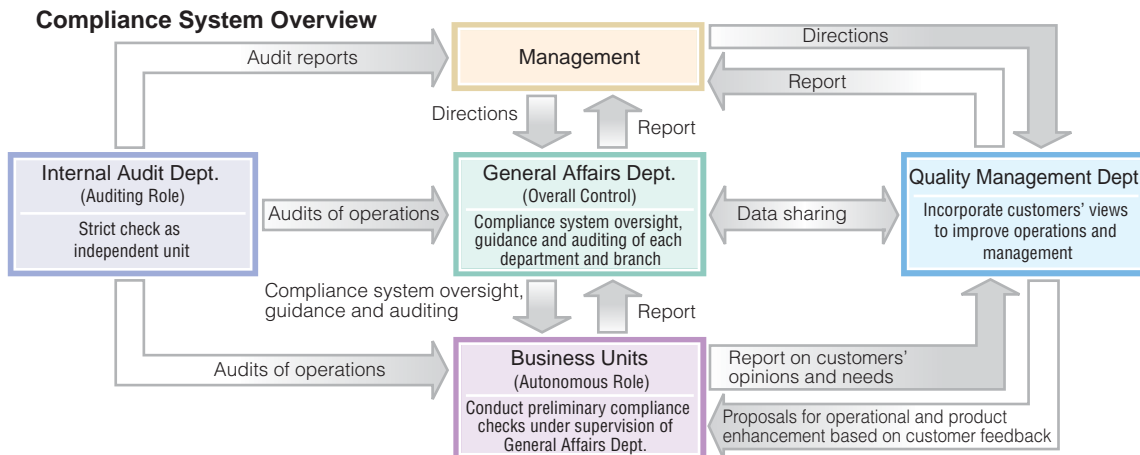 Compliance System Overview
Audit reports
Management
Directions
Report
Directions
Report
Internal Audit Dept.
(Auditing Role)
Strict check as
independent unit
Audits of operations
General Affairs Dept.
(Overall Control)
Compliance system oversight,
guidance and auditing of each
department and branch
Data sharing
Quality Management Dept.
Incorporate customers' views
to improve operations and
management
Compliance system oversight,
guidance and auditing
Report
Audits of operations
Business Units
(Autonomous Role)
Conduct preliminary compliance
checks under supervision of
General Affairs Dept.
Report on customers'
opinions and needs
Proposals for operational and product
enhancement based on customer feedback